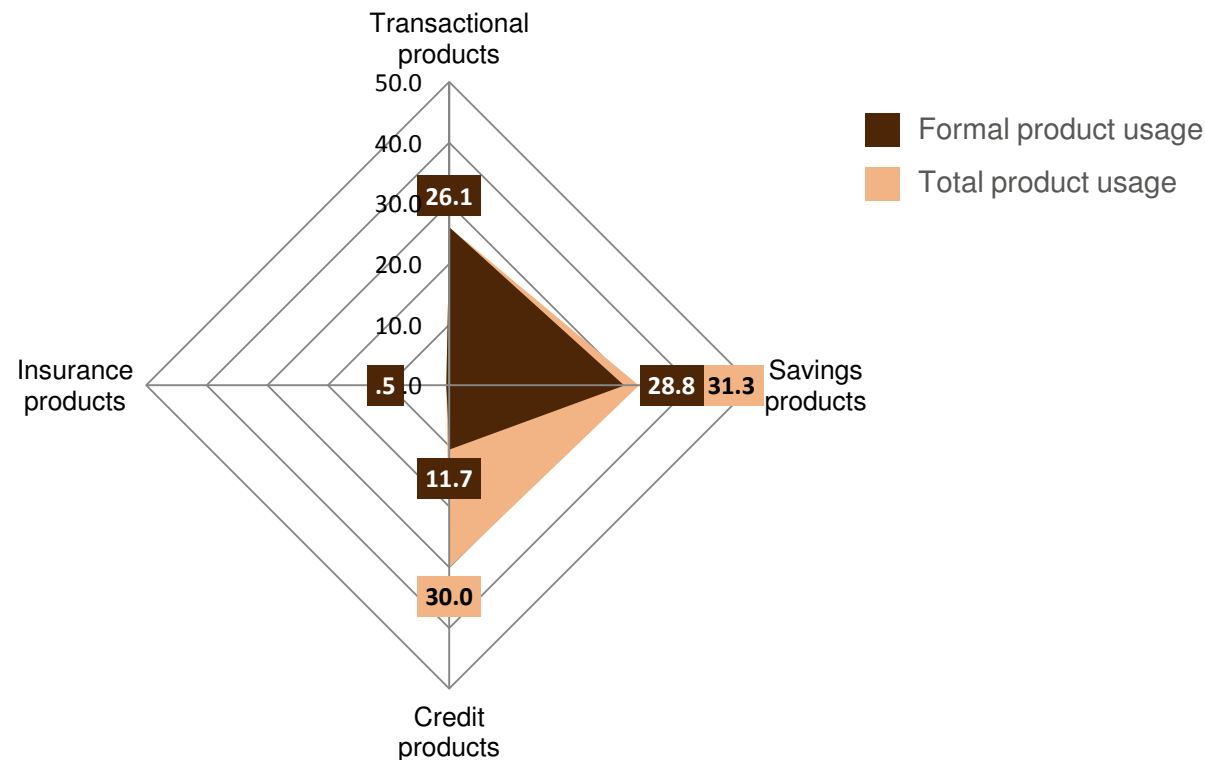 Transactional
products
50.0
40.0
30.0
20.0
10.0
.0
26.1
28.8
31.3
.5
11.7
30.0
Insurance
products
Savings
products
Credit
products
Formal product usage
Total product usage